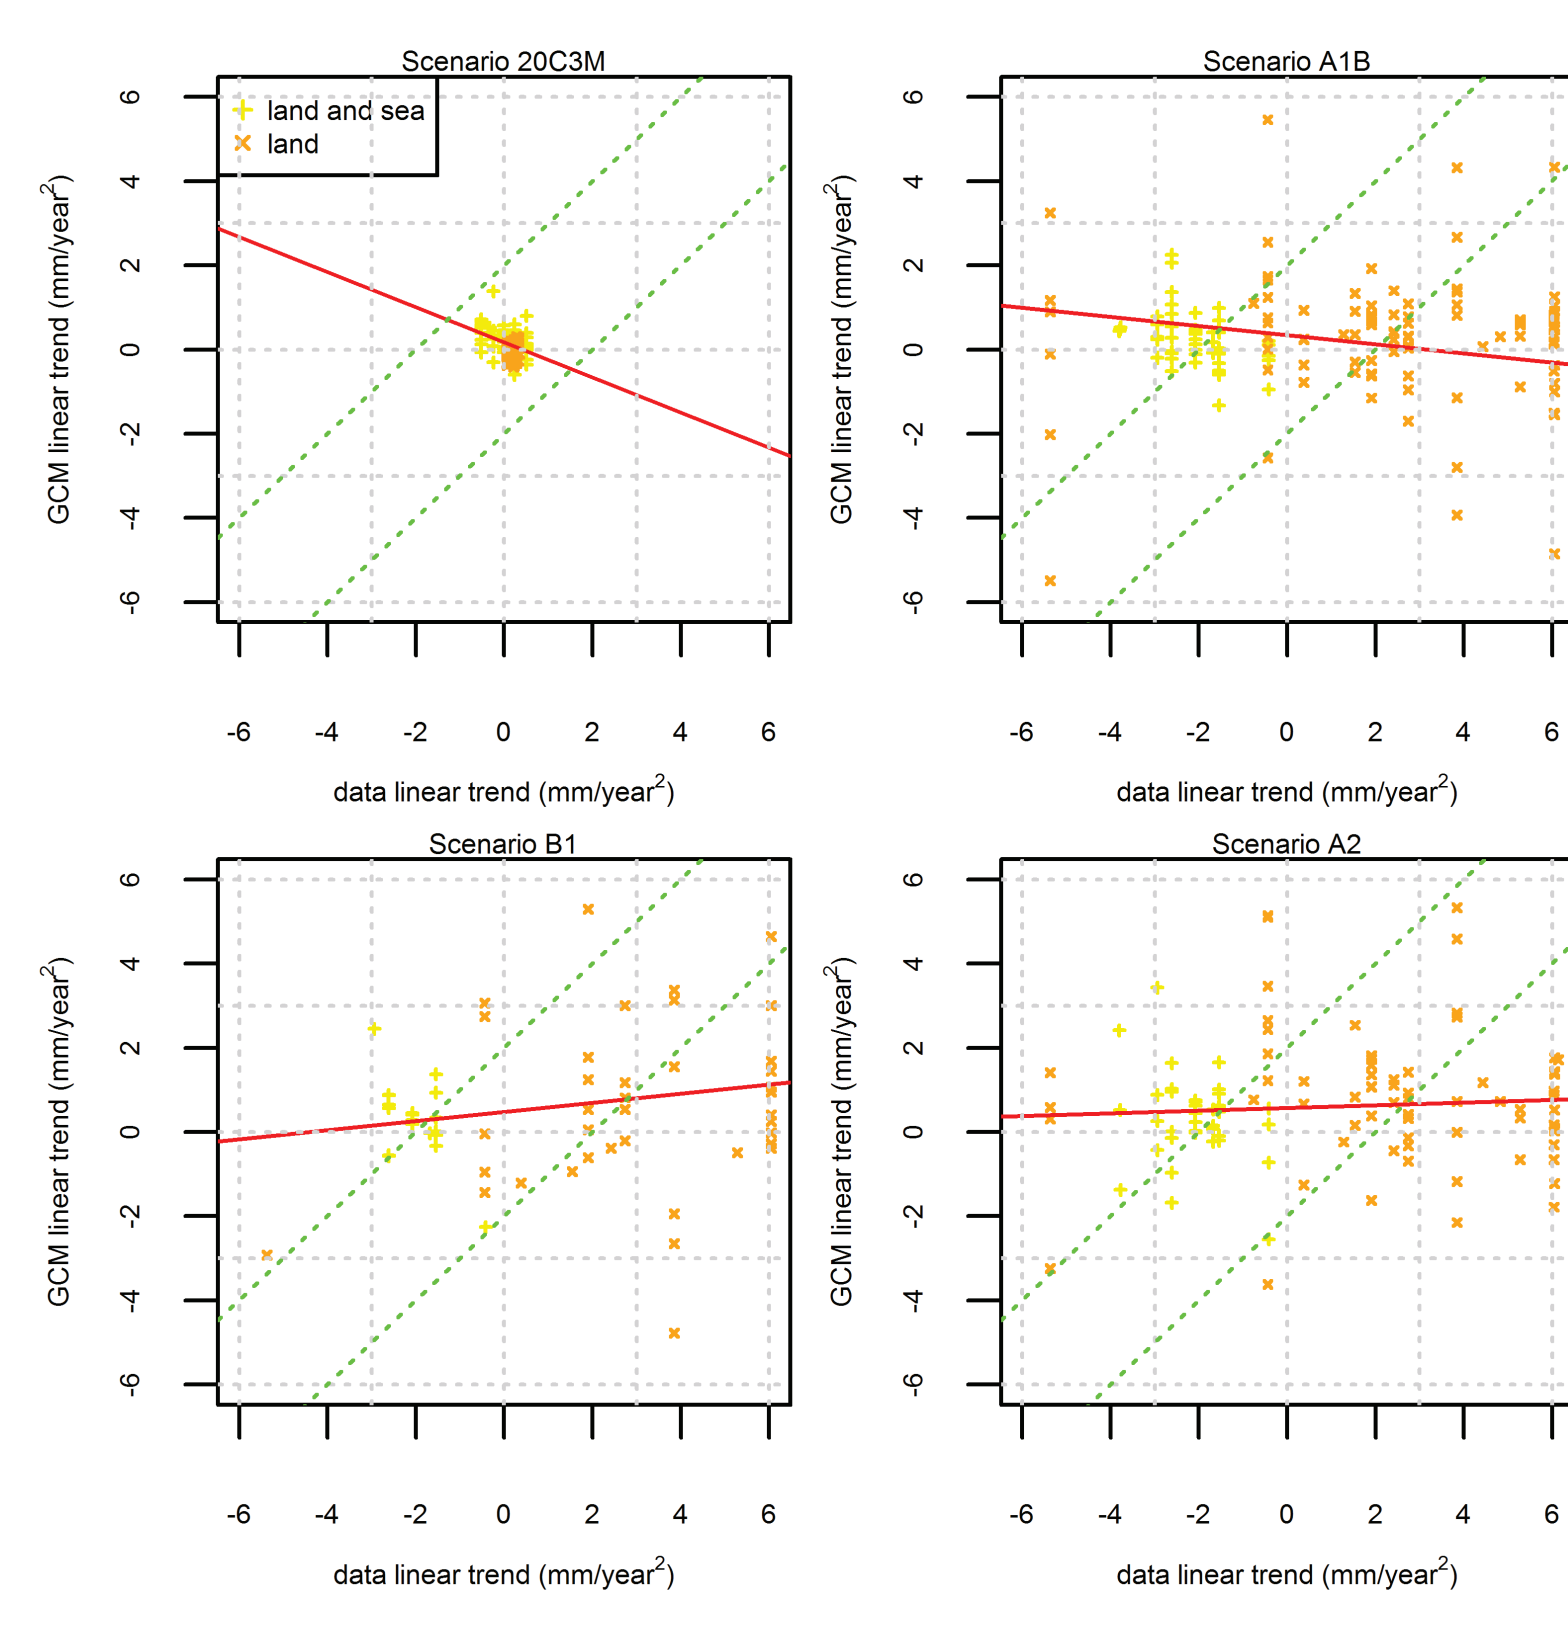 Scenario 20C3M
land and sea
land
6
4
2
0
-2
-4
-6
GCM linear trend (mm/year²)
-6 -4 -2 0 2 4 6
data linear trend (mm/year²)
Scenario A1B
6
4
2
0
-2
-4
-6
GCM linear trend (mm/year²)
-6 -4 -2 0 2 4 6
data linear trend (mm/year²)
Scenario B1
6
4
2
0
-2
-4
-6
GCM linear trend (mm/year²)
-6 -4 -2 0 2 4 6
data linear trend (mm/year²)
Scenario A2
6
4
2
0
-2
-4
-6
GCM linear trend (mm/year²)
-6 -4 -2 0 2 4 6
data linear trend (mm/year²)